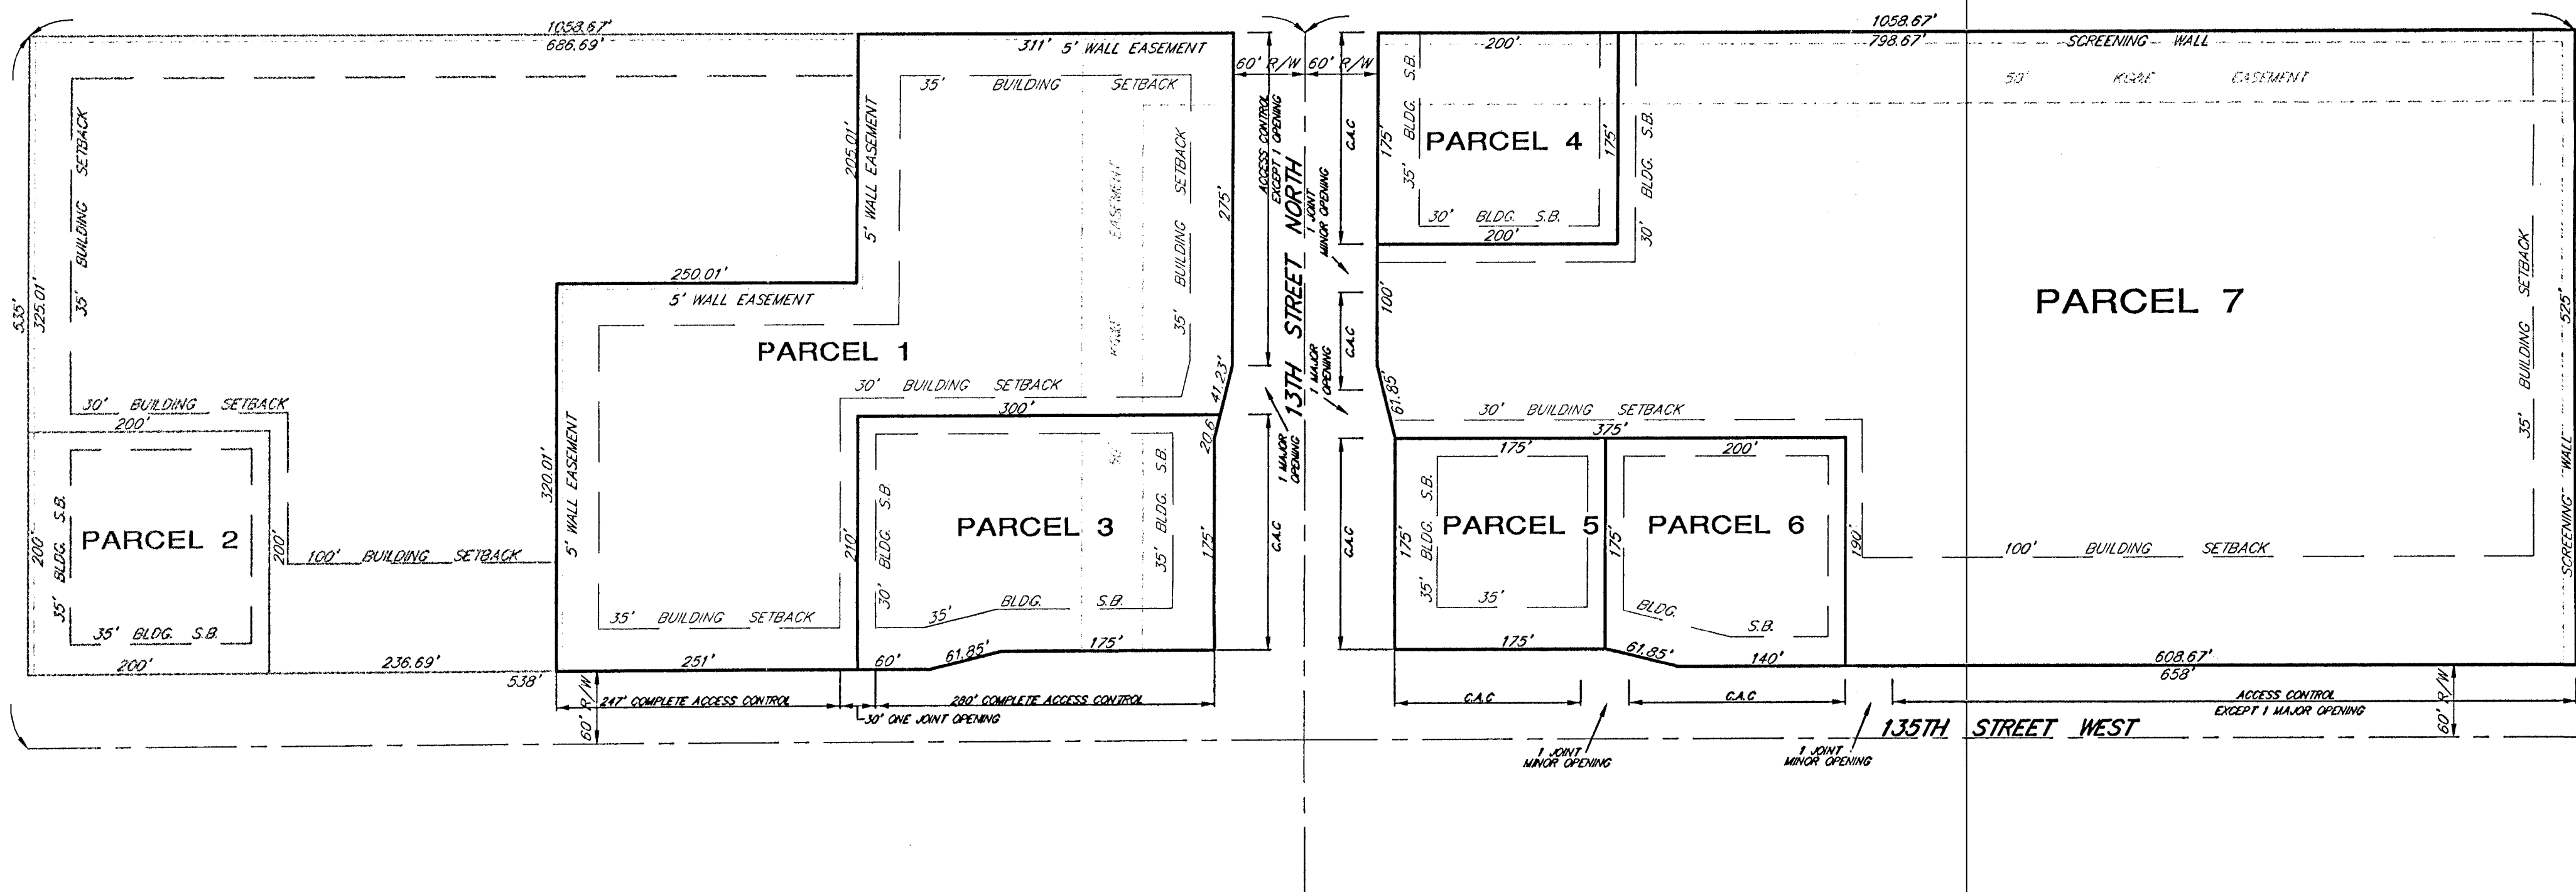 1058.67'
686.69'
311' 5' WALL EASEMENT
60' R/W 60' R/W
1058.67'
200'
798.67'
SCREENING WALL
50' EASEMENT
35' BUILDING SETBACK
35' BUILDING SETBACK
5' WALL EASEMENT
205.01'
EASEMENT
35' BUILDING SETBACK
275'
ACCESS CONTROL
EXCEPT 1 OPENING
13TH STREET NORTH
1 JOINT
MINOR OPENING
C.A.C
175'
35' BLDG. S.B.
PARCEL 4
175'
30' BLDG. S.B.
30' BLDG. S.B.
200'
250.01'
5' WALL EASEMENT
535'
325.01'
PARCEL 1
30' BUILDING SETBACK
300'
41.23'
20.6
1 MAJOR
OPENING
1 MAJOR
OPENING
C.A.C
100'
61.85'
PARCEL 7
35' BUILDING SETBACK
525'
SCREENING WALL
30' BUILDING SETBACK
200'
30' BUILDING SETBACK
375'
200'
35' BLDG. S.B.
PARCEL 2
200'
35' BLDG. S.B.
200'
100' BUILDING SETBACK
236.69'
538'
320.01'
5' WALL EASEMENT
35' BUILDING SETBACK
251'
210'
30' BLDG. S.B.
PARCEL 3
50'
35' BLDG. S.B.
175'
35' BLDG. S.B.
60'
61.85'
175'
C.A.C
C.A.C
175'
175'
35' BLDG. S.B.
PARCEL 5
35'
175'
175'
200'
PARCEL 6
BLDG. S.B.
61.85'
140'
190'
100' BUILDING SETBACK
608.67'
658'
60' R/W
247' COMPLETE ACCESS CONTROL
30' ONE JOINT OPENING
280' COMPLETE ACCESS CONTROL
C.A.C
C.A.C
ACCESS CONTROL
EXCEPT 1 MAJOR OPENING
60' R/W
135TH STREET WEST
1 JOINT
MINOR OPENING
1 JOINT
MINOR OPENING